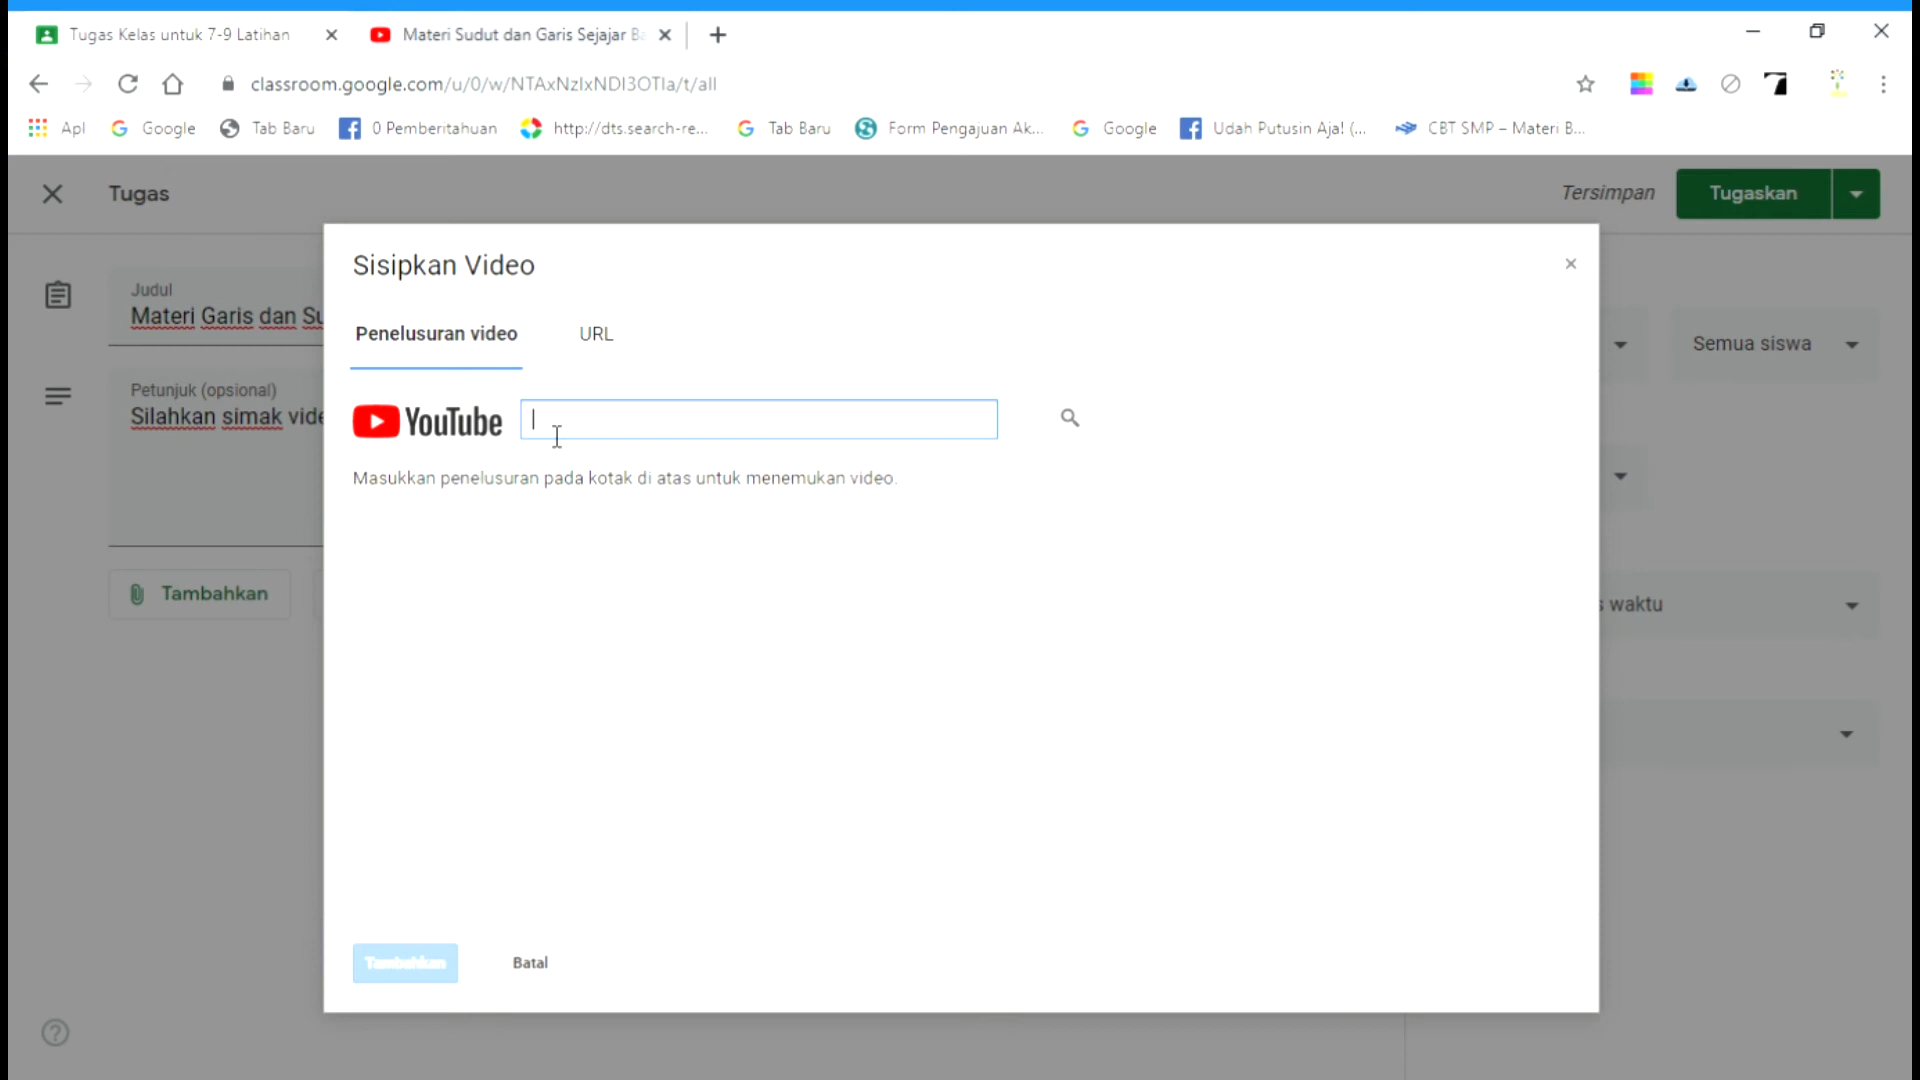 Tugas Kelas untuk 7-9 Latihan
Materi Sudut dan Garis Sejajar Ba
classroom.google.com/u/0/w/NTAxNzIxNDI3OTIa/t/all
Apl
Google
Tab Baru
0 Pemberitahuan
http://dts.search-re...
Tab Baru
Form Pengajuan Ak...
Google
Udah Putusin Aja! (...
CBT SMP – Materi B...
Tugas
Tersimpan
Tugaskan
Sisipkan Video
Judul
Materi Garis dan Su
Penelusuran video
URL
Semua siswa
Petunjuk (opsional)
Silahkan simak vide
YouTube
Masukkan penelusuran pada kotak di atas untuk menemukan video.
Tambahkan
s waktu
Tambahkan
Batal